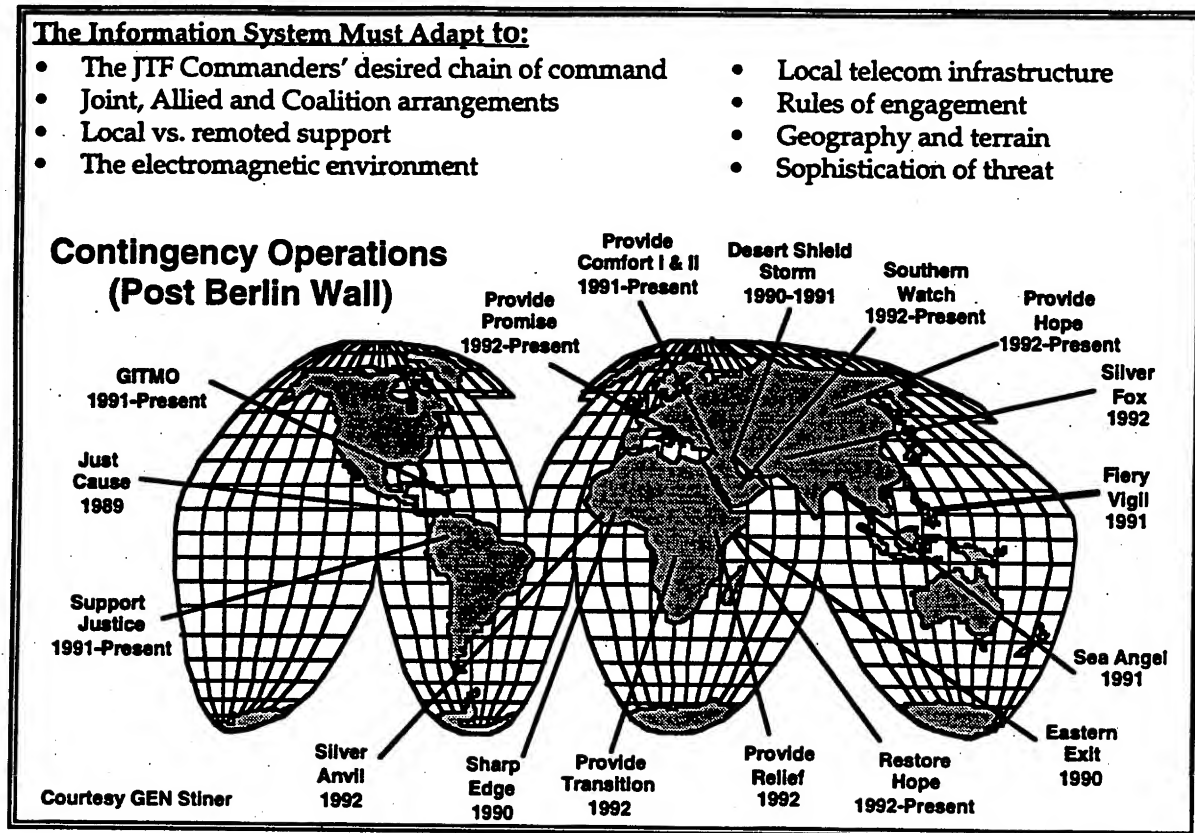 The Information System Must Adapt to:
• The JTF Commanders' desired chain of command
• Joint, Allied and Coalition arrangements
• Local vs. remoted support
• The electromagnetic environment
• Local telecom infrastructure
• Rules of engagement
• Geography and terrain
• Sophistication of threat
Contingency Operations
(Post Berlin Wall)
Provide
Comfort I & II
1991-Present
Desert Shield
Storm
1990-1991
Southern
Watch
1992-Present
Provide
Hope
1992-Present
Provide
Promise
1992-Present
Silver
Fox
1992
GITMO
1991-Present
Just
Cause
1989
Fiery
Vigil
1991
Support
Justice
1991-Present
Sea Angel
1991
Silver
Anvil
1992
Sharp
Edge
1990
Provide
Transition
1992
Provide
Relief
1992
Restore
Hope
1992-Present
Eastern
Exit
1990
Courtesy GEN Stiner